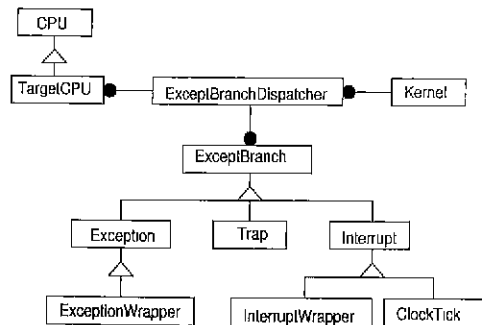 CPU
TargetCPU
ExceptBranchDispatcher
Kernel
ExceptBranch
Exception
Trap
Interrupt
ExceptionWrapper
InterruptWrapper
ClockTick